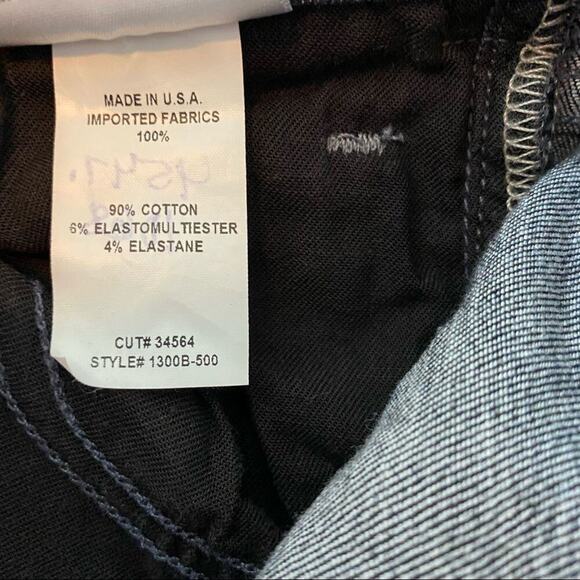 MADE IN U.S.A.
IMPORTED FABRICS
100%
90% COTTON
6% ELASTOMULTIESTER
4% ELASTANE
CUT# 34564
STYLE# 1300B-500